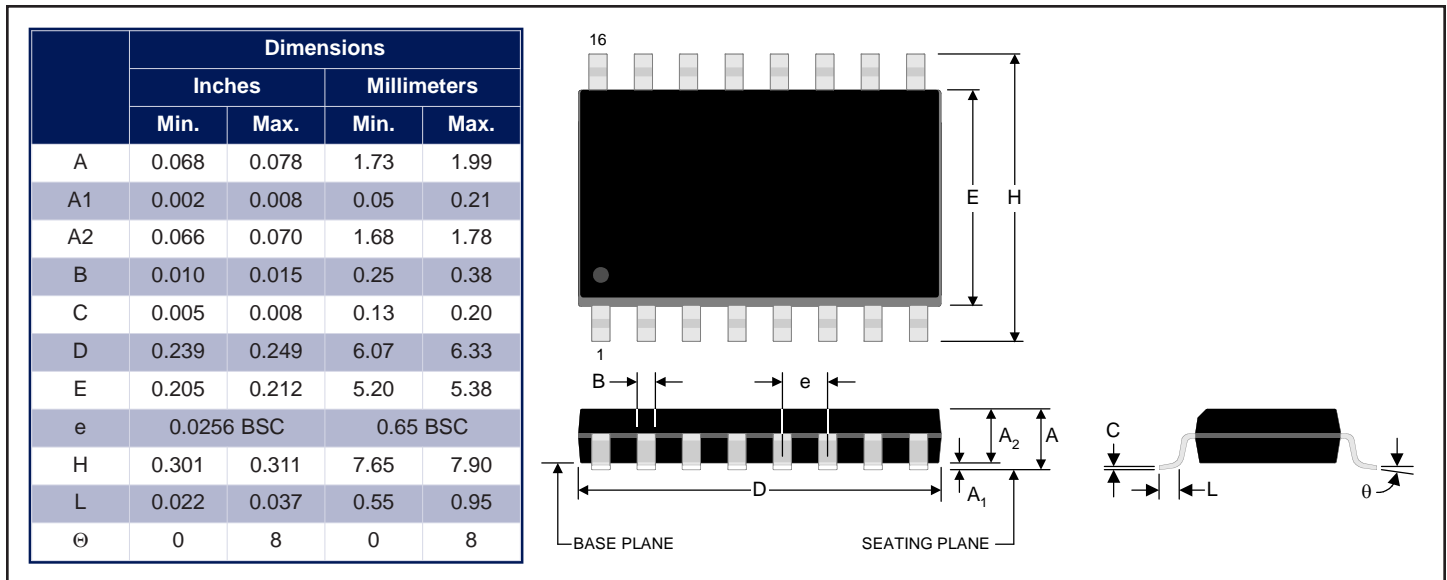 Dimensions
Inches Millimeters
Min. Max. Min. Max.
A 0.068 0.078 1.73 1.99
A1 0.002 0.008 0.05 0.21
A2 0.066 0.070 1.68 1.78
B 0.010 0.015 0.25 0.38
C 0.005 0.008 0.13 0.20
D 0.239 0.249 6.07 6.33
E 0.205 0.212 5.20 5.38
e 0.0256 BSC 0.65 BSC
H 0.301 0.311 7.65 7.90
L 0.022 0.037 0.55 0.95
Θ 0 8 0 8
16
E H
1
B e
A₂ A
C
D
A₁
L
θ
BASE PLANE
SEATING PLANE